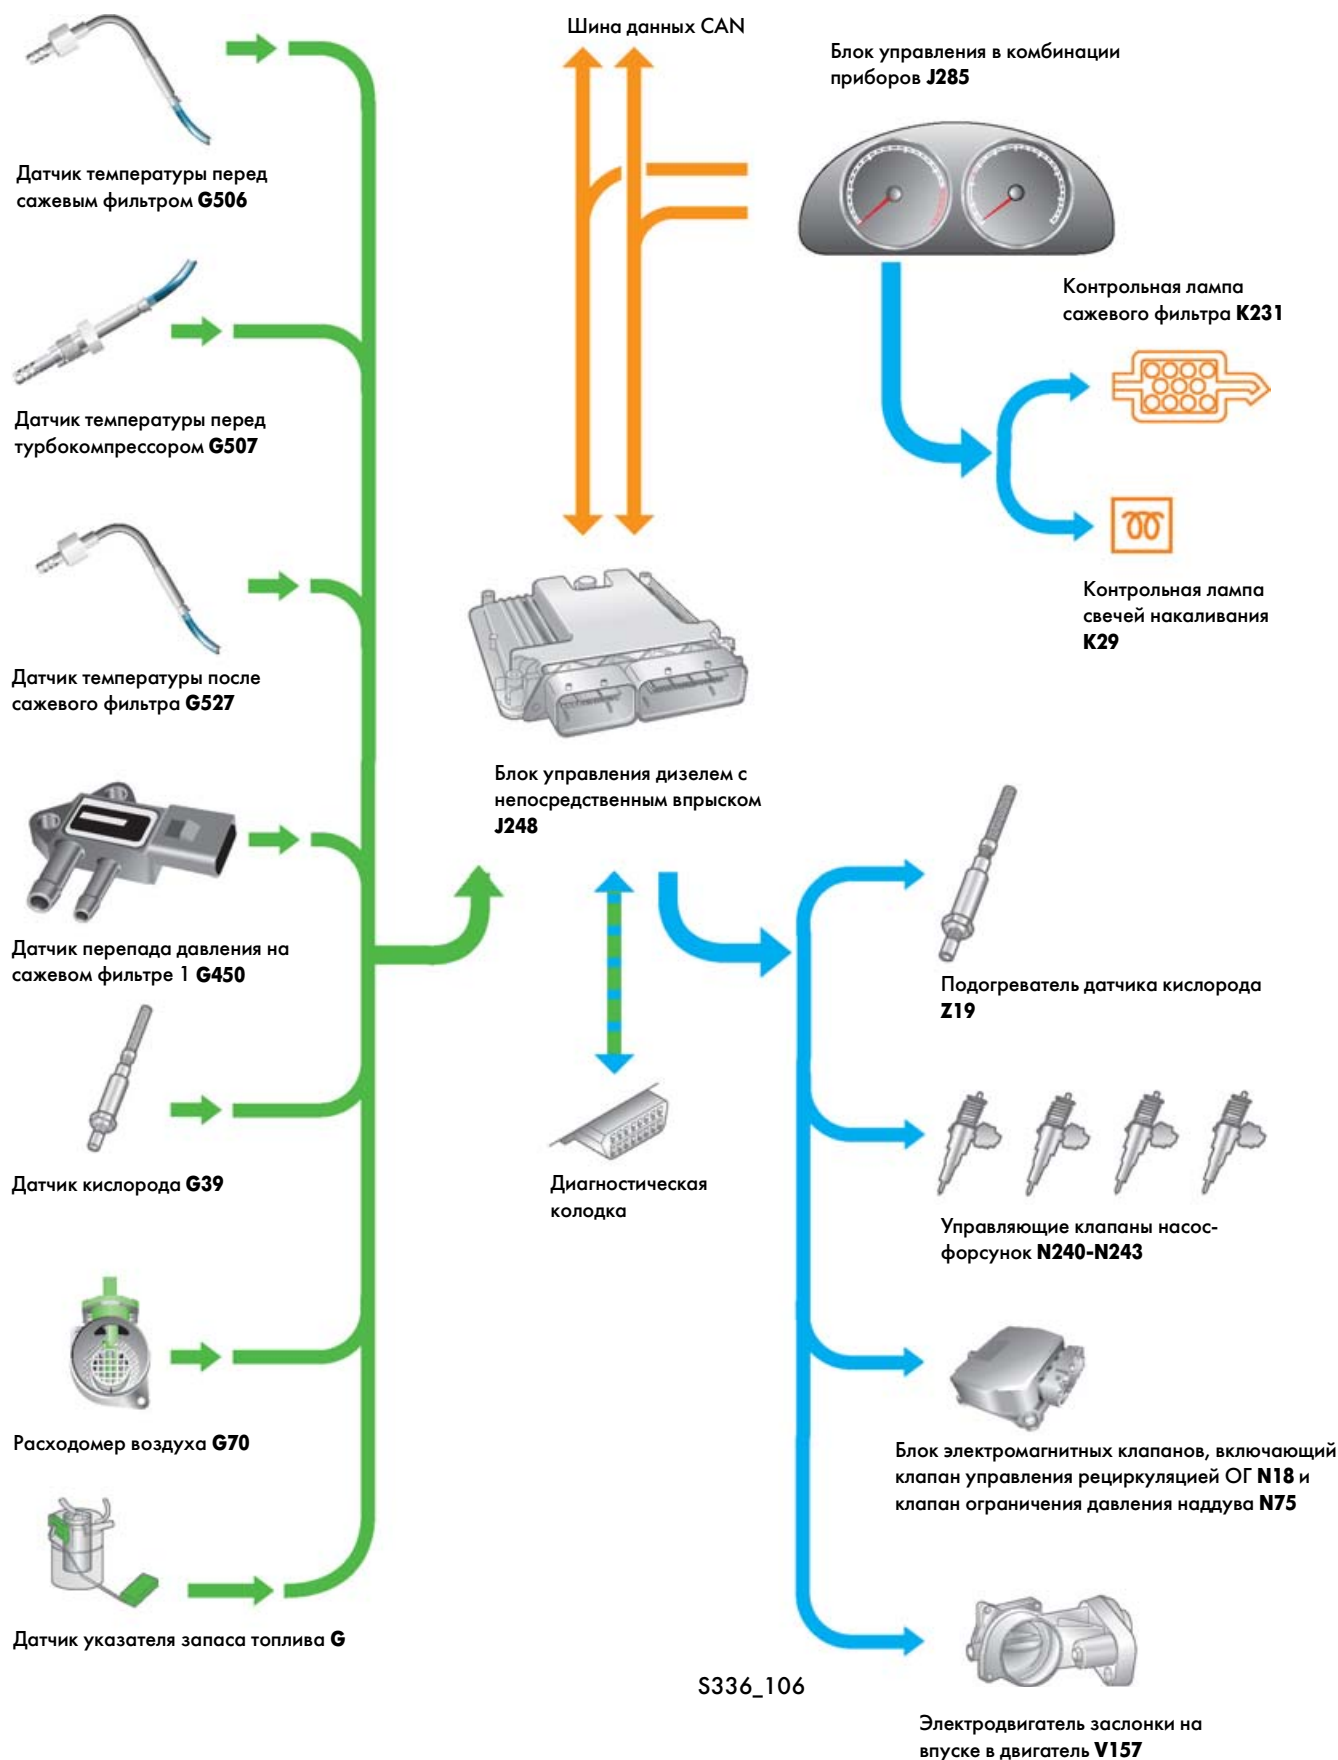 Шина данных CAN
Блок управления в комбинации
приборов J285
Датчик температуры перед
сажевым фильтром G506
Контрольная лампа
сажевого фильтра K231
Датчик температуры перед
турбокомпрессором G507
Контрольная лампа
свечей накаливания
K29
Датчик температуры после
сажевого фильтра G527
Блок управления дизелем с
непосредственным впрыском
J248
Датчик перепада давления на
сажевом фильтре 1 G450
Подогреватель датчика кислорода
Z19
Датчик кислорода G39
Диагностическая
колодка
Управляющие клапаны насос-
форсунок N240-N243
Расходомер воздуха G70
Блок электромагнитных клапанов, включающий
клапан управления рециркуляцией ОГ N18 и
клапан ограничения давления наддува N75
Датчик указателя запаса топлива G
S336_106
Электродвигатель заслонки на
впуске в двигатель V157